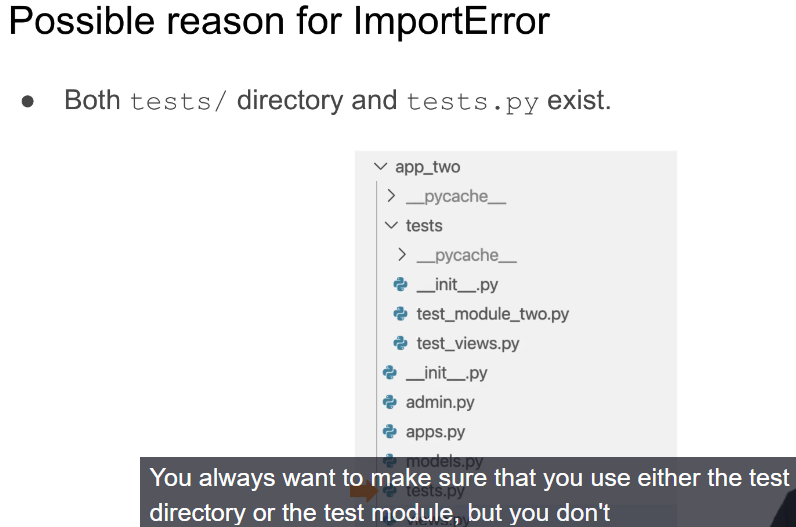 Possible reason for ImportError
● Both tests/ directory and tests.py exist.
app_two
__pycache__
tests
__pycache__
__init__.py
test_module_two.py
test_views.py
__init__.py
admin.py
apps.py
models.py
tests.py
views.py
You always want to make sure that you use either the test
directory or the test module, but you don't